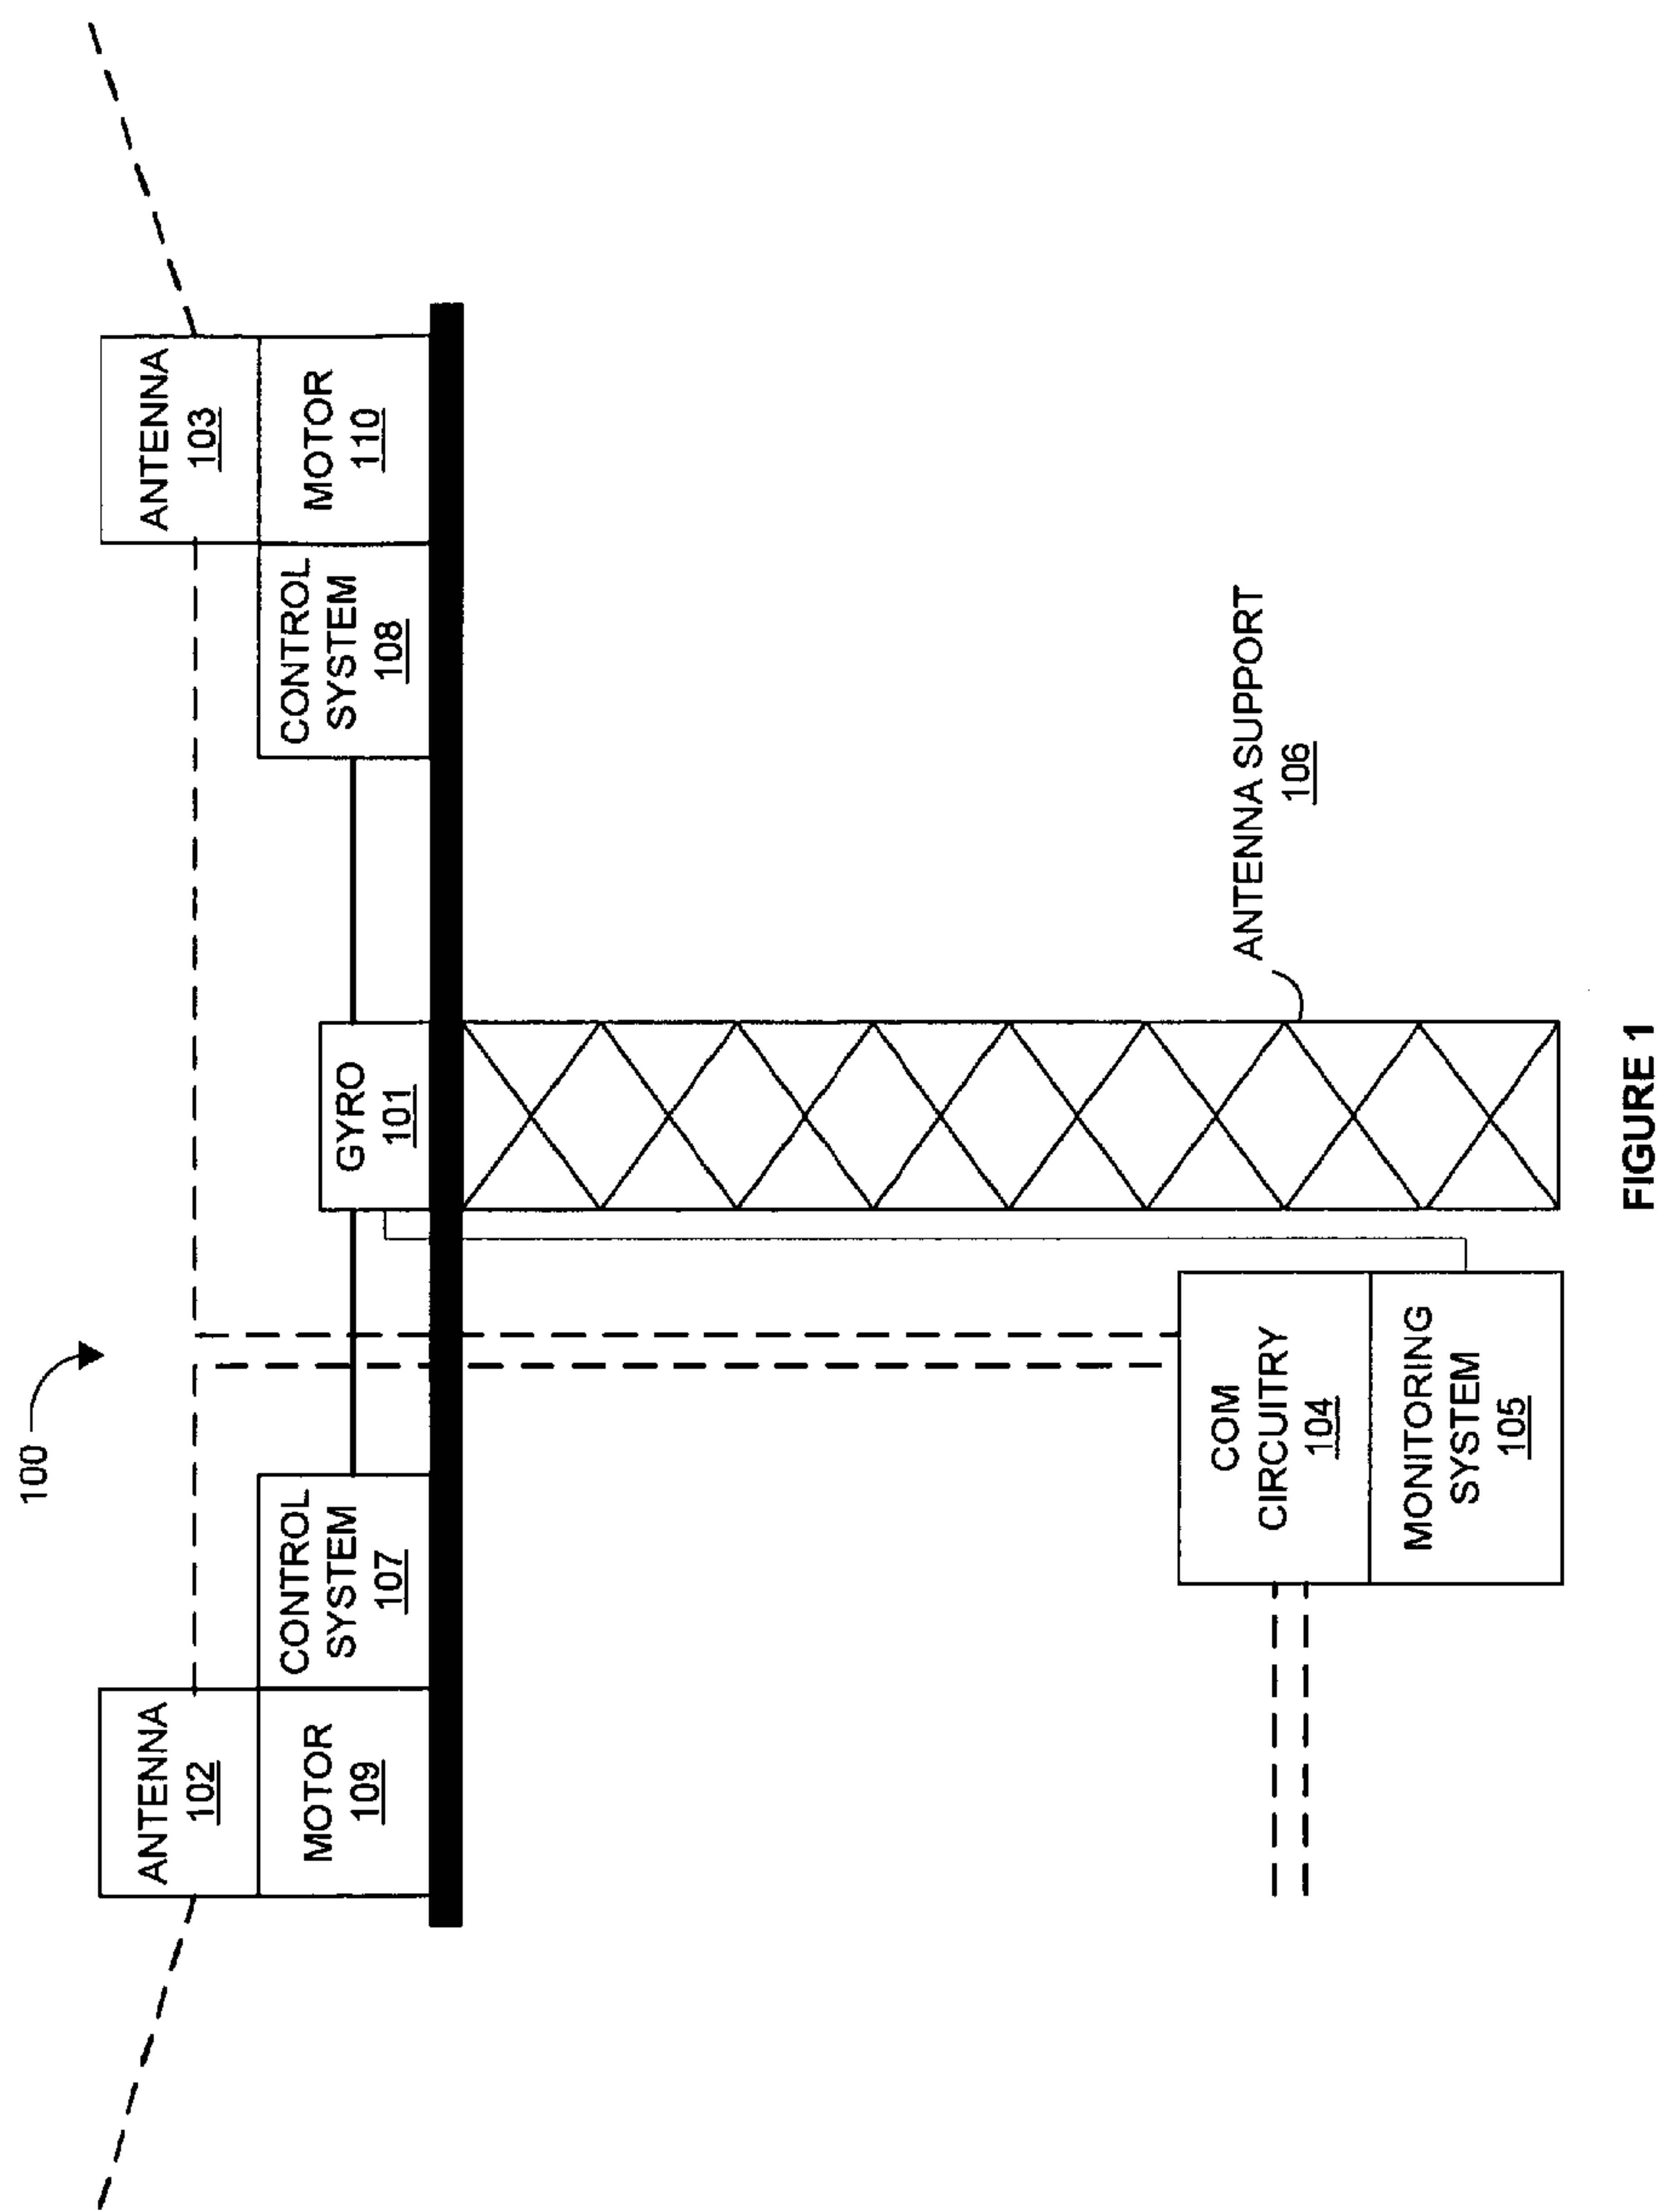 100
ANTENNA
102
ANTENNA
103
MOTOR
109
CONTROL
SYSTEM
107
GYRO
101
CONTROL
SYSTEM
108
MOTOR
110
COM
CIRCUITRY
104
MONITORING
SYSTEM
105
ANTENNA SUPPORT
106
FIGURE 1